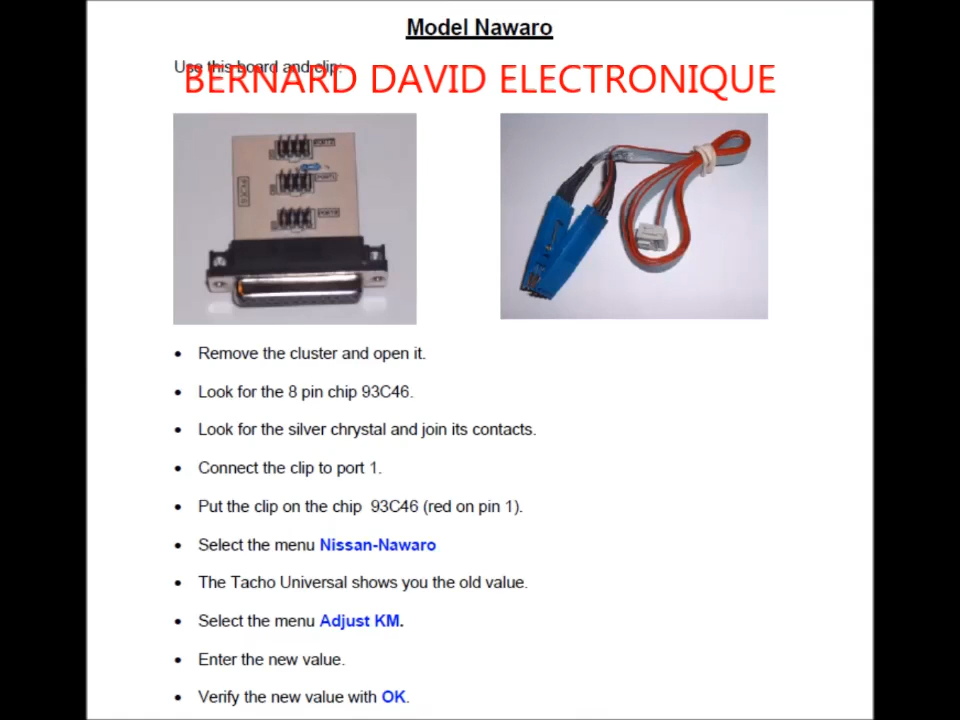 Model Nawaro
Use this board and clip:
BERNARD DAVID ELECTRONIQUE
• Remove the cluster and open it.
• Look for the 8 pin chip 93C46.
• Look for the silver chrystal and join its contacts.
• Connect the clip to port 1.
• Put the clip on the chip  93C46 (red on pin 1).
• Select the menu Nissan-Nawaro
• The Tacho Universal shows you the old value.
• Select the menu Adjust KM.
• Enter the new value.
• Verify the new value with OK.